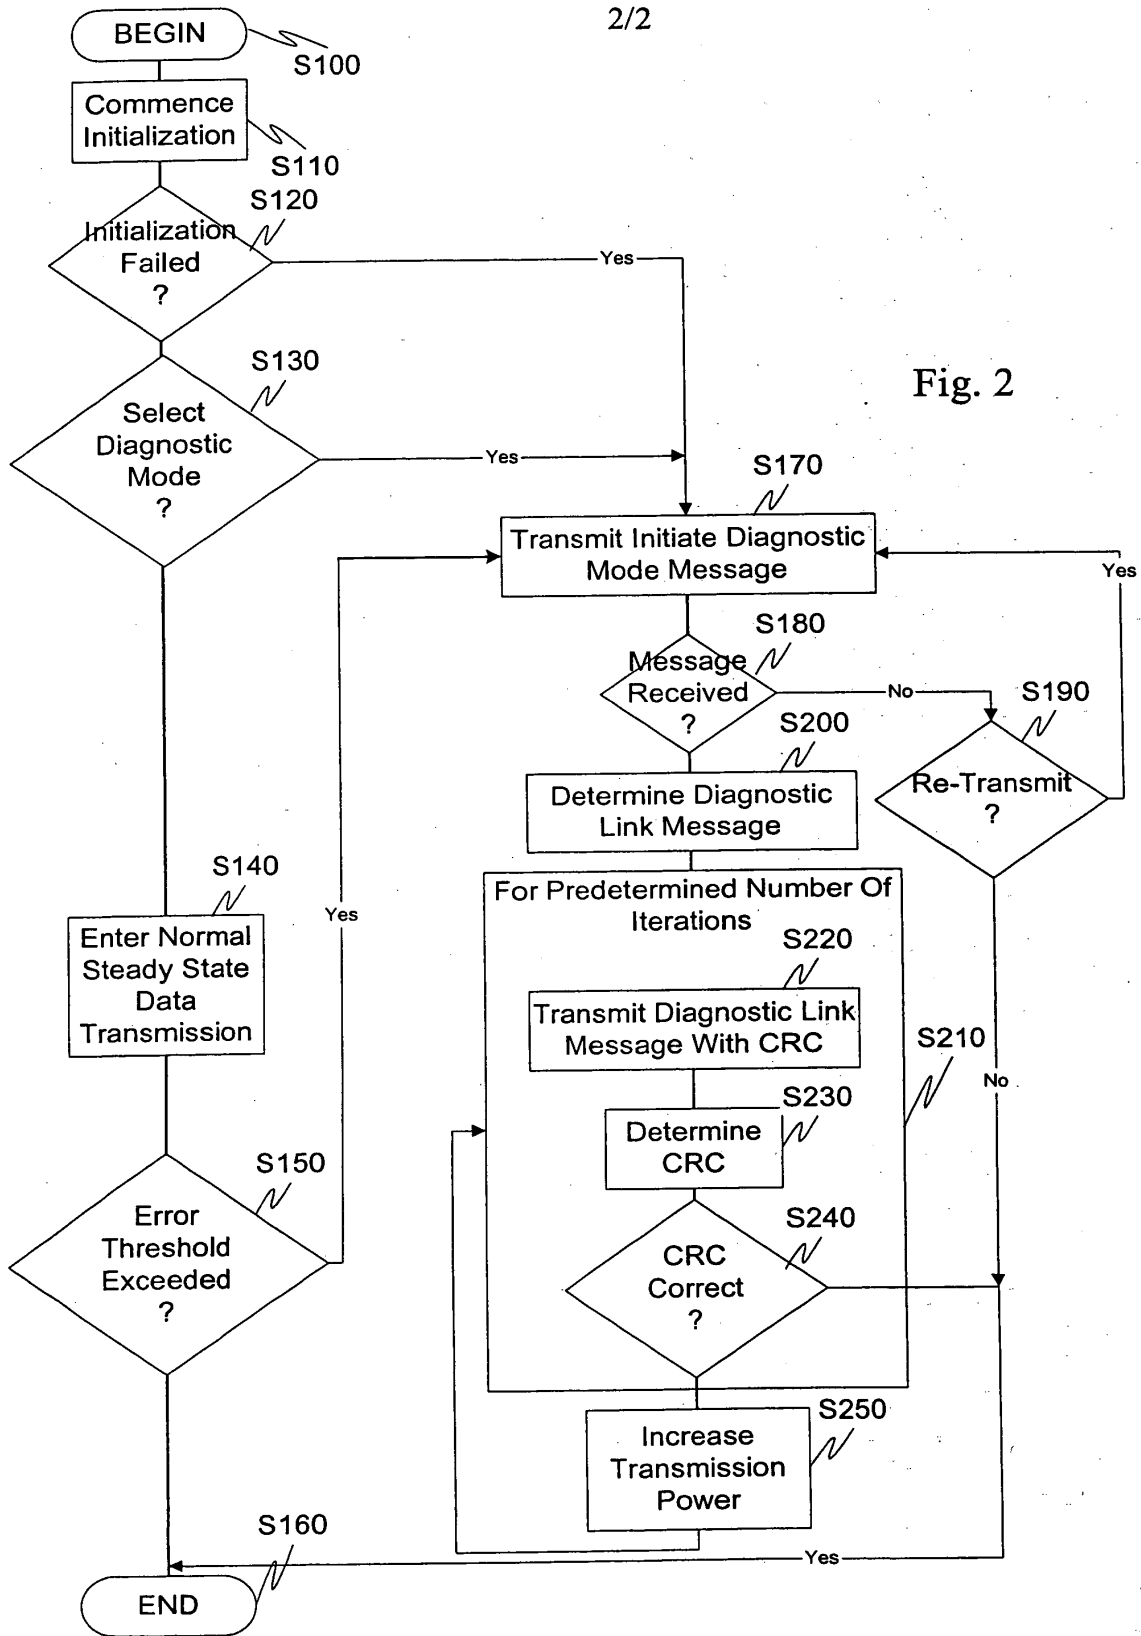 2/2
BEGIN
S100
Commence
Initialization
S110
S120
Initialization
Failed
?
Yes
S130
Select
Diagnostic
Mode
?
Yes
Fig. 2
S170
Transmit Initiate Diagnostic
Mode Message
Yes
S180
Message
Received
?
No
S190
Re-Transmit
?
S200
Determine Diagnostic
Link Message
S140
Enter Normal
Steady State
Data
Transmission
Yes
For Predetermined Number Of
Iterations
S220
Transmit Diagnostic Link
Message With CRC
S210
No
S230
Determine
CRC
S150
Error
Threshold
Exceeded
?
S240
CRC
Correct
?
S250
Increase
Transmission
Power
S160
Yes
END